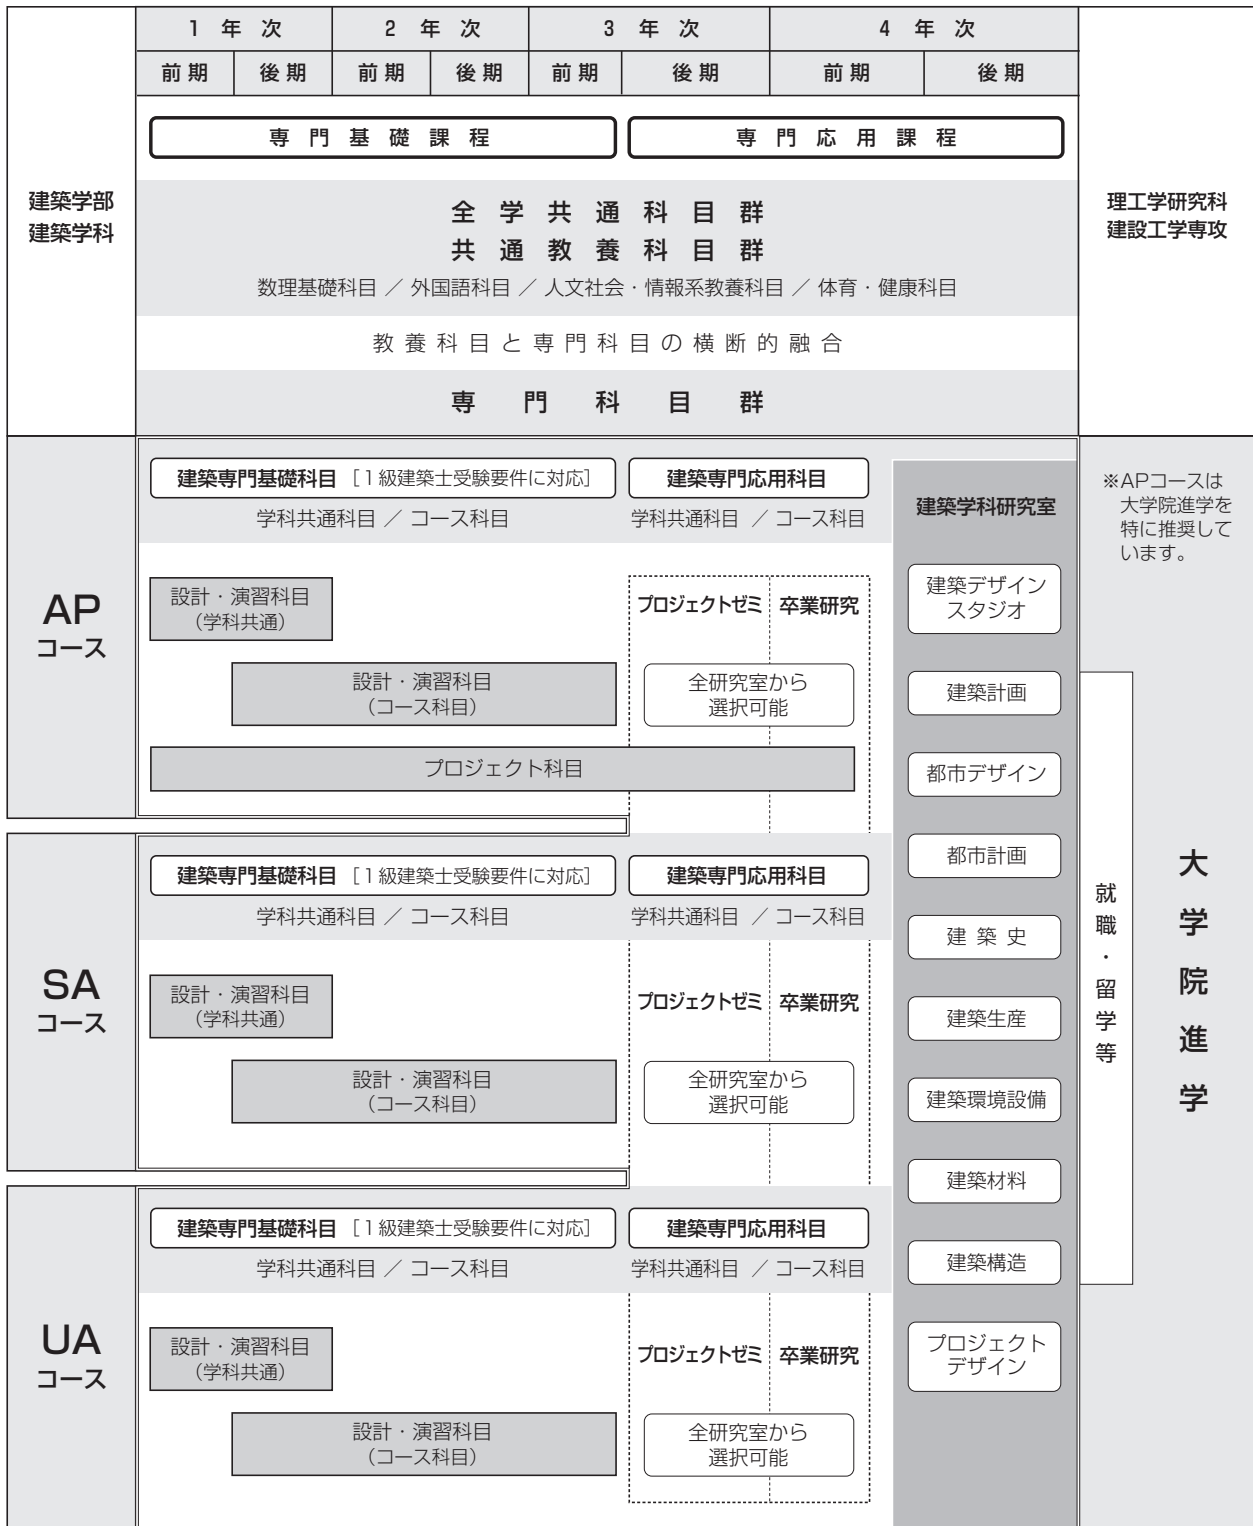 建築学部
建築学科
1 年 次
2 年 次
3 年 次
4 年 次
前 期
後 期
前 期
後 期
前 期
後 期
前 期
後 期
専 門 基 礎 課 程
専 門 応 用 課 程
全 学 共 通 科 目 群
共 通 教 養 科 目 群
数理基礎科目 ／ 外国語科目 ／ 人文社会・情報系教養科目 ／ 体育・健康科目
教 養 科 目 と 専 門 科 目 の 横 断 的 融 合
専 門 科 目 群
理工学研究科
建設工学専攻
AP
コース
建築専門基礎科目 ［1級建築士受験要件に対応］
学科共通科目 ／ コース科目
建築専門応用科目
学科共通科目 ／ コース科目
設計・演習科目
（学科共通）
設計・演習科目
（コース科目）
プロジェクト科目
プロジェクトゼミ
卒業研究
全研究室から
選択可能
SA
コース
建築専門基礎科目 ［1級建築士受験要件に対応］
学科共通科目 ／ コース科目
建築専門応用科目
学科共通科目 ／ コース科目
設計・演習科目
（学科共通）
設計・演習科目
（コース科目）
プロジェクトゼミ
卒業研究
全研究室から
選択可能
UA
コース
建築専門基礎科目 ［1級建築士受験要件に対応］
学科共通科目 ／ コース科目
建築専門応用科目
学科共通科目 ／ コース科目
設計・演習科目
（学科共通）
設計・演習科目
（コース科目）
プロジェクトゼミ
卒業研究
全研究室から
選択可能
建築学科研究室
建築デザイン
スタジオ
建築計画
都市デザイン
都市計画
建 築 史
建築生産
建築環境設備
建築材料
建築構造
プロジェクト
デザイン
※APコースは
大学院進学を
特に推奨して
います。
就職・留学等
大学院進学